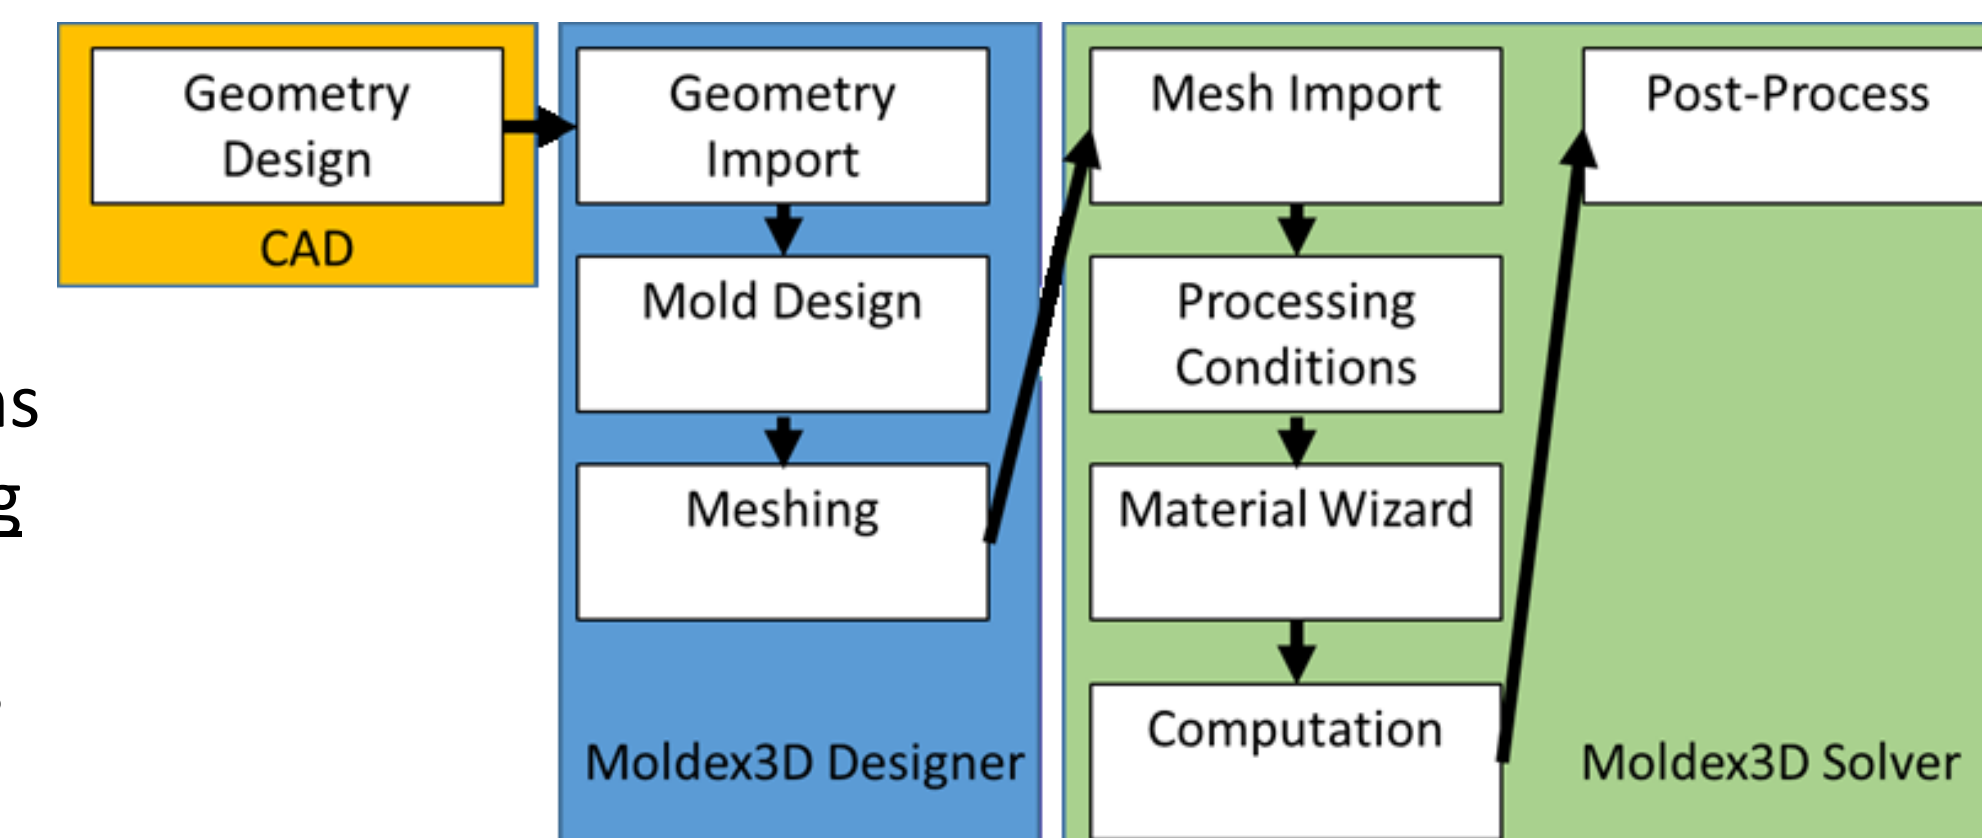 Geometry
Design
CAD
Geometry
Import
Mold Design
Meshing
Moldex3D Designer
Mesh Import
Processing
Conditions
Material Wizard
Computation
Post-Process
Moldex3D Solver